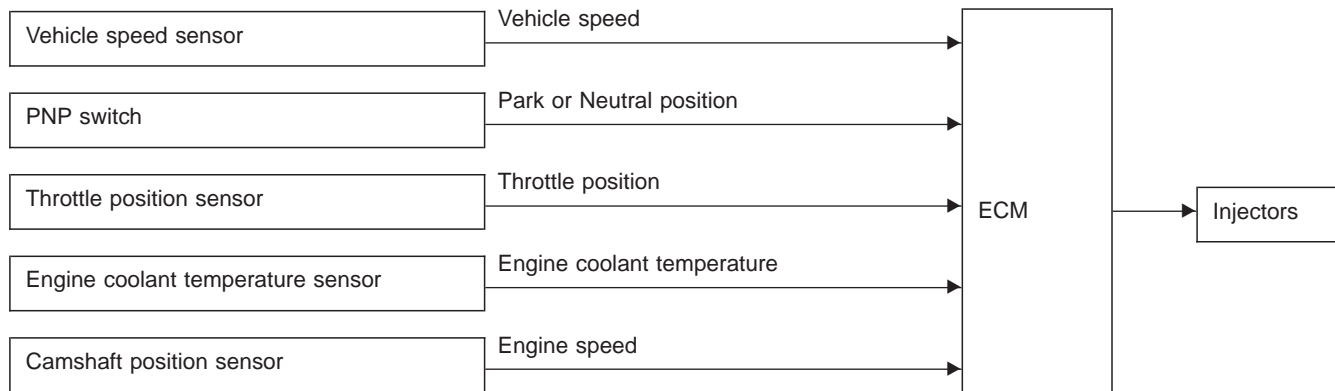 Vehicle speed sensor
Vehicle speed
PNP switch
Park or Neutral position
Throttle position sensor
Throttle position
ECM
Injectors
Engine coolant temperature sensor
Engine coolant temperature
Camshaft position sensor
Engine speed